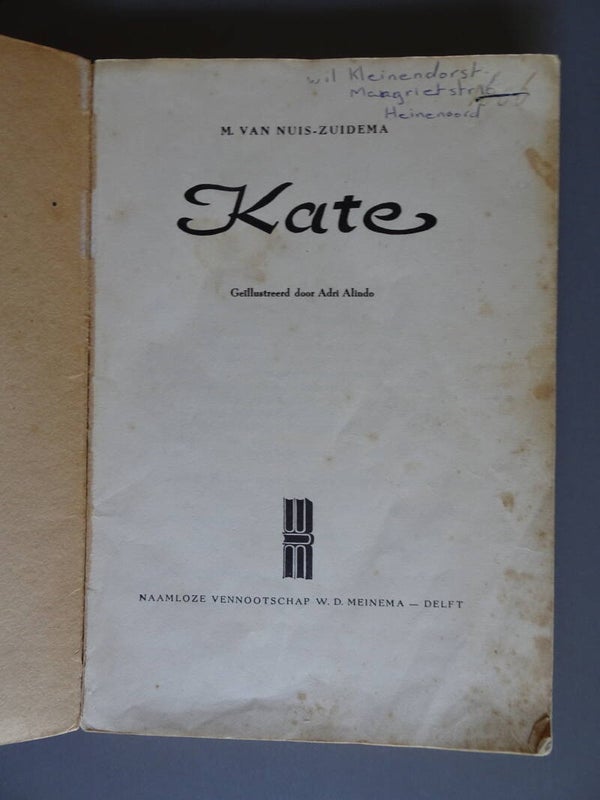 wil Kleinendorst.
Margrietstr
Heinenoord
M. VAN NUIS-ZUIDEMA
Kate
Geïllustreerd door Adri Alindo
NAAMLOZE VENNOOTSCHAP W. D. MEINEMA — DELFT